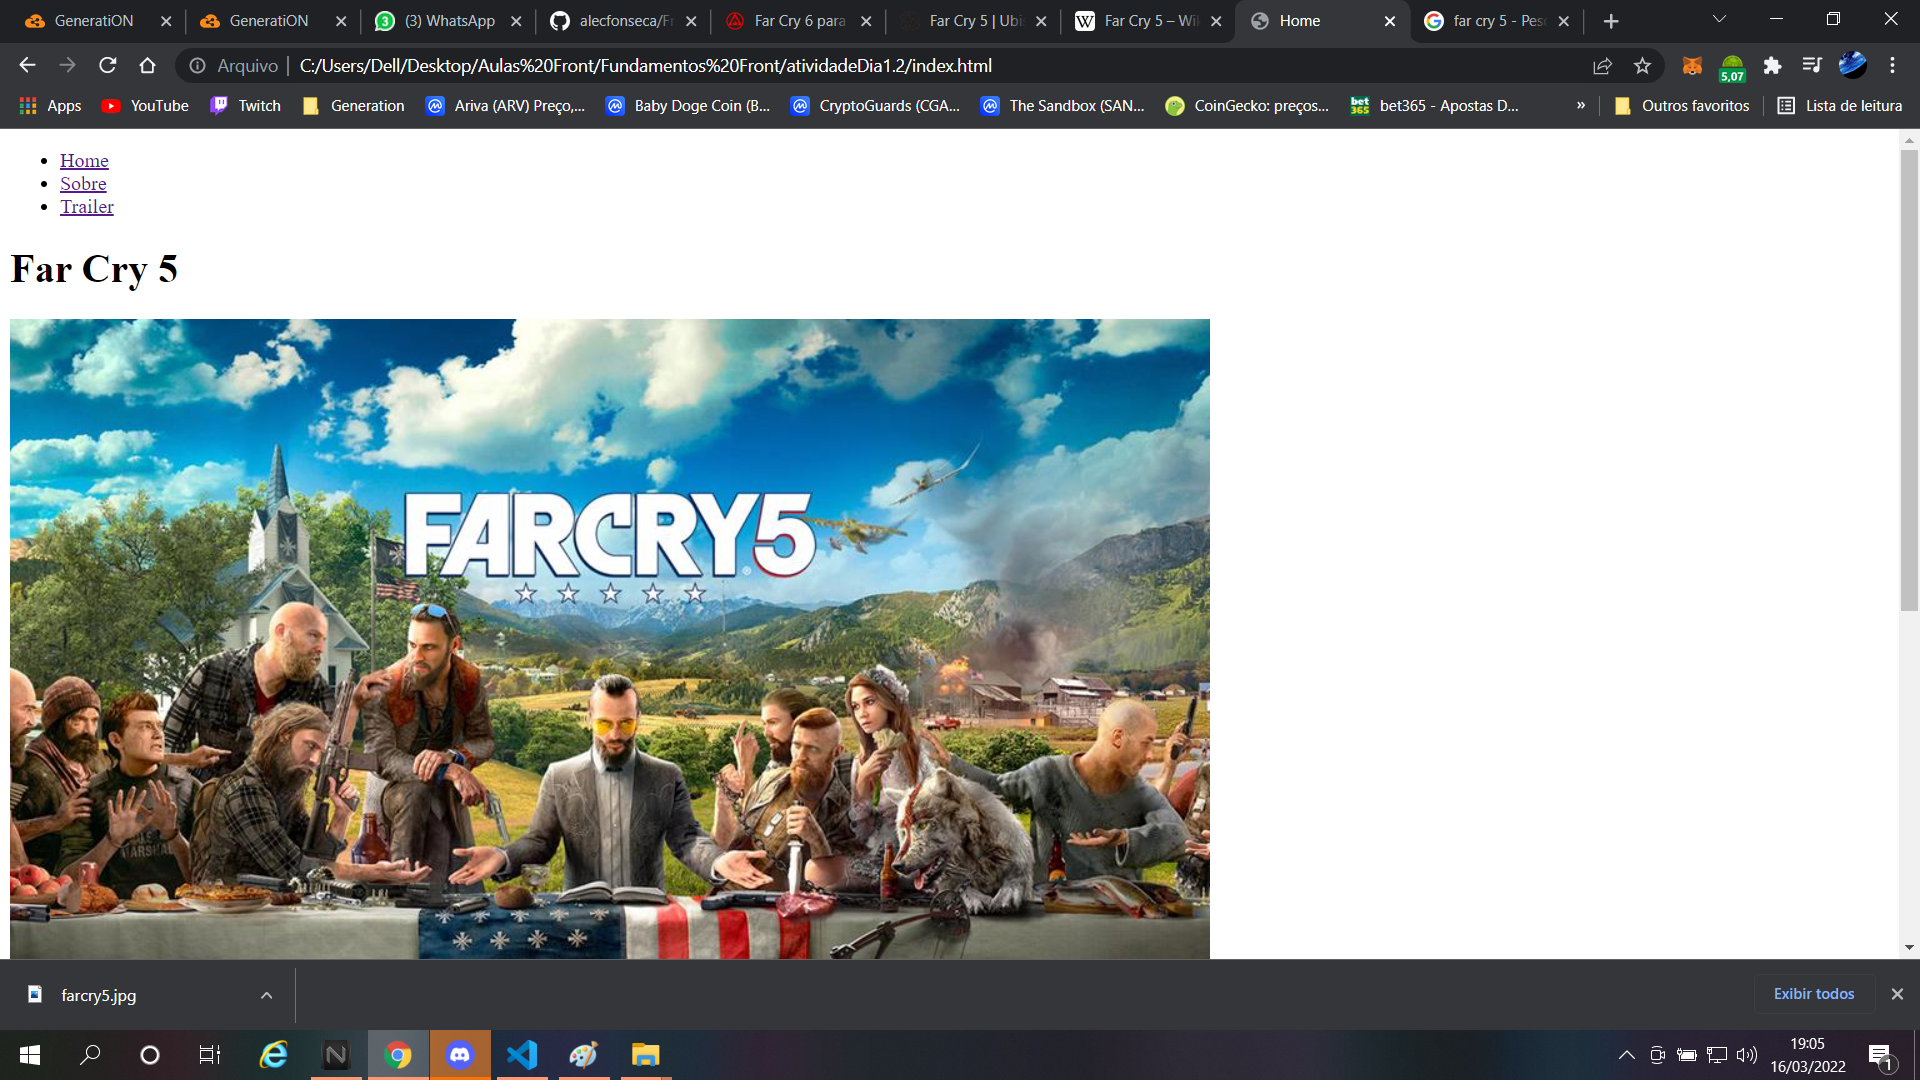 GeneratiON
GeneratiON
(3) WhatsApp
alecfonseca/Fr
Far Cry 6 para
Far Cry 5 | Ubi
Far Cry 5 – Wi
Home
far cry 5 - Pes
Arquivo
C:/Users/Dell/Desktop/Aulas%20Front/Fundamentos%20Front/atividadeDia1.2/index.html
5,07
Apps
YouTube
Twitch
Generation
Ariva (ARV) Preço,...
Baby Doge Coin (B...
CryptoGuards (CGA...
The Sandbox (SAN...
CoinGecko: preços...
bet365
bet365 - Apostas D...
»
Outros favoritos
Lista de leitura
Home
Sobre
Trailer
Far Cry 5
FARCRY5
MARSHAL
farcry5.jpg
Exibir todos
19:05
16/03/2022
1